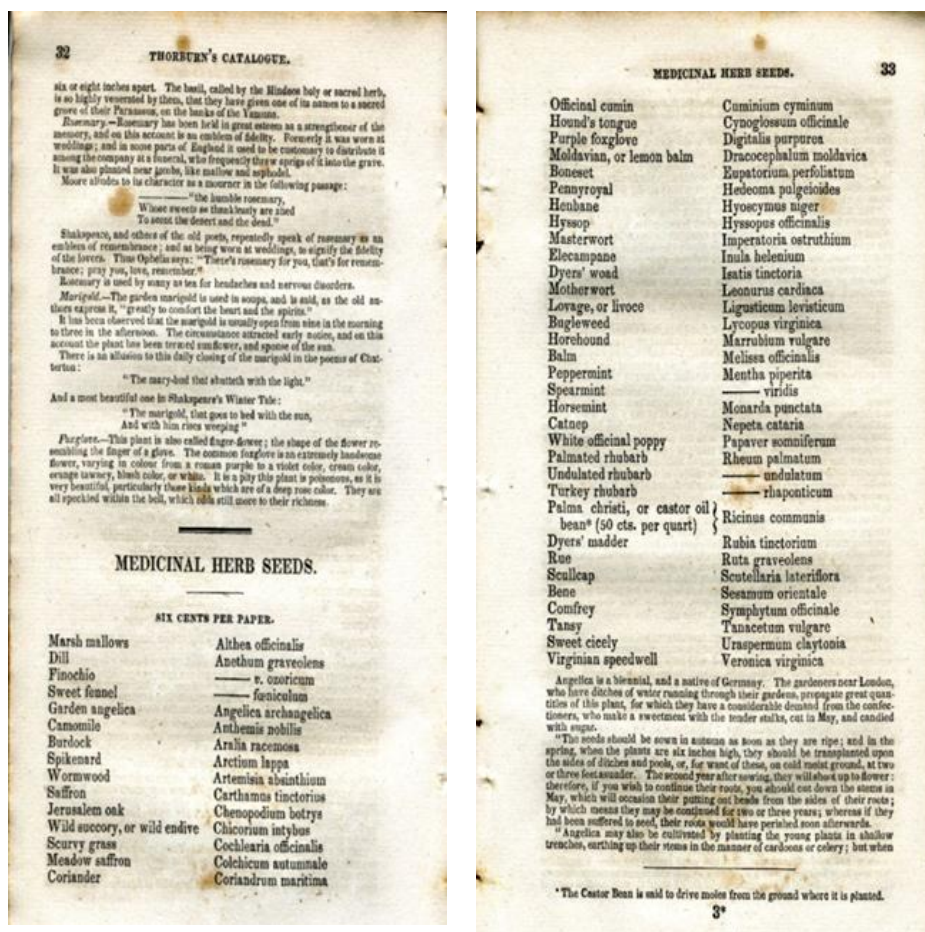 32
THORBURN'S CATALOGUE.
six or eight inches apart. The basil, called by the Hindoos holy or sacred herb,
is so highly venerated by them, that they have given one of its names to a sacred
grove of their Parnassus, on the banks of the Yamuna.
Rosemary.—Rosemary has been held in great esteem as a strengthener of the
memory, and on this account is an emblem of fidelity. Formerly it was worn at
weddings; and in some parts of England it used to be customary to distribute it
among the company at a funeral, who frequently threw sprigs of it into the grave.
It was also planted near tombs, like mallow and asphodel.
Moore alludes to its character as a mourner in the following passage:
———"the humble rosemary,
Whose sweets so thanklessly are shed
To scent the desert and the dead."
Shakspeare, and others of the old poets, repeatedly speak of rosemary as an
emblem of remembrance; and as being worn at weddings, to signify the fidelity
of the lovers. Thus Ophelia says: "There's rosemary for you, that's for remem-
brance; pray you, love, remember."
Rosemary is used by many as tea for headaches and nervous disorders.
Marigold.—The garden marigold is used in soups, and is said, as the old au-
thors express it, "greatly to comfort the heart and the spirits."
It has been observed that the marigold is usually open from nine in the morning
to three in the afternoon. The circumstance attracted early notice, and on this
account the plant has been termed sunflower, and sponse of the sun.
There is an allusion to this daily closing of the marigold in the poems of Chat-
terton:
"The mary-bud that shutteth with the light."
And a most beautiful one in Shakspeare's Winter Tale:
"The marigold, that goes to bed with the sun,
And with him rises weeping"
Foxglove.—This plant is also called finger-flower; the shape of the flower re-
sembling the finger of a glove. The common foxglove is an extremely handsome
flower, varying in colour from a roman purple to a violet color, cream color,
orange tawney, blush color, or white. It is a pity this plant is poisonous, as it is
very beautiful, particularly those kinds which are of a deep rose color. They are
all speckled within the bell, which adds still more to their richness.
MEDICINAL HERB SEEDS.
SIX CENTS PER PAPER.
Marsh mallows Althea officinalis
Dill Anethum graveolens
Finochio —— v. ozoricum
Sweet fennel —— fœniculum
Garden angelica Angelica archangelica
Camomile Anthemis nobilis
Burdock Aralia racemosa
Spikenard Arctium lappa
Wormwood Artemisia absinthium
Saffron Carthamus tinctorius
Jerusalem oak Chenopodium botrys
Wild succory, or wild endive Chicorium intybus
Scurvy grass Cochlearia officinalis
Meadow saffron Colchicum autumnale
Coriander Coriandrum maritima
MEDICINAL HERB SEEDS.
33
Officinal cumin Cuminium cyminum
Hound's tongue Cynoglossum officinale
Purple foxglove Digitalis purpurea
Moldavian, or lemon balm Dracocephalum moldavica
Boneset Eupatorium perfoliatum
Pennyroyal Hedeoma pulgeioides
Henbane Hyoscymus niger
Hyssop Hyssopus officinalis
Masterwort Imperatoria ostruthium
Elecampane Inula helenium
Dyers' woad Isatis tinctoria
Motherwort Leonurus cardiaca
Lovage, or livoce Ligusticum levisticum
Bugleweed Lycopus virginica
Horehound Marrubium vulgare
Balm Melissa officinalis
Peppermint Mentha piperita
Spearmint —— viridis
Horsemint Monarda punctata
Catnep Nepeta cataria
White officinal poppy Papaver somniferum
Palmated rhubarb Rheum palmatum
Undulated rhubarb —— undulatum
Turkey rhubarb —— rhaponticum
Palma christi, or castor oil
bean* (50 cts. per quart) } Ricinus communis
Dyers' madder Rubia tinctorium
Rue Ruta graveolens
Scullcap Scutellaria lateriflora
Bene Sesamum orientale
Comfrey Symphytum officinale
Tansy Tanacetum vulgare
Sweet cicely Uraspermum claytonia
Virginian speedwell Veronica virginica
Angelica is a biennial, and a native of Germany. The gardeners near London,
who have ditches of water running through their gardens, propagate great quan-
tities of this plant, for which they have a considerable demand from the confec-
tioners, who make a sweetment with the tender stalks, cut in May, and candied
with sugar.
"The seeds should be sown in autumn as soon as they are ripe; and in the
spring, when the plants are six inches high, they should be transplanted upon
the sides of ditches and pools, or, for want of these, on cold moist ground, at two
or three feet asunder. The second year after sowing, they will shoot up to flower:
therefore, if you wish to continue their roots, you should cut down the stems in
May, which will occasion their putting out heads from the sides of their roots;
by which means they may be continued for two or three years; whereas if they
had been suffered to seed, their roots would have perished soon afterwards.
"Angelica may also be cultivated by planting the young plants in shallow
trenches, earthing up their stems in the manner of cardoons or celery; but when
*The Castor Bean is said to drive moles from the ground where it is planted.
3*